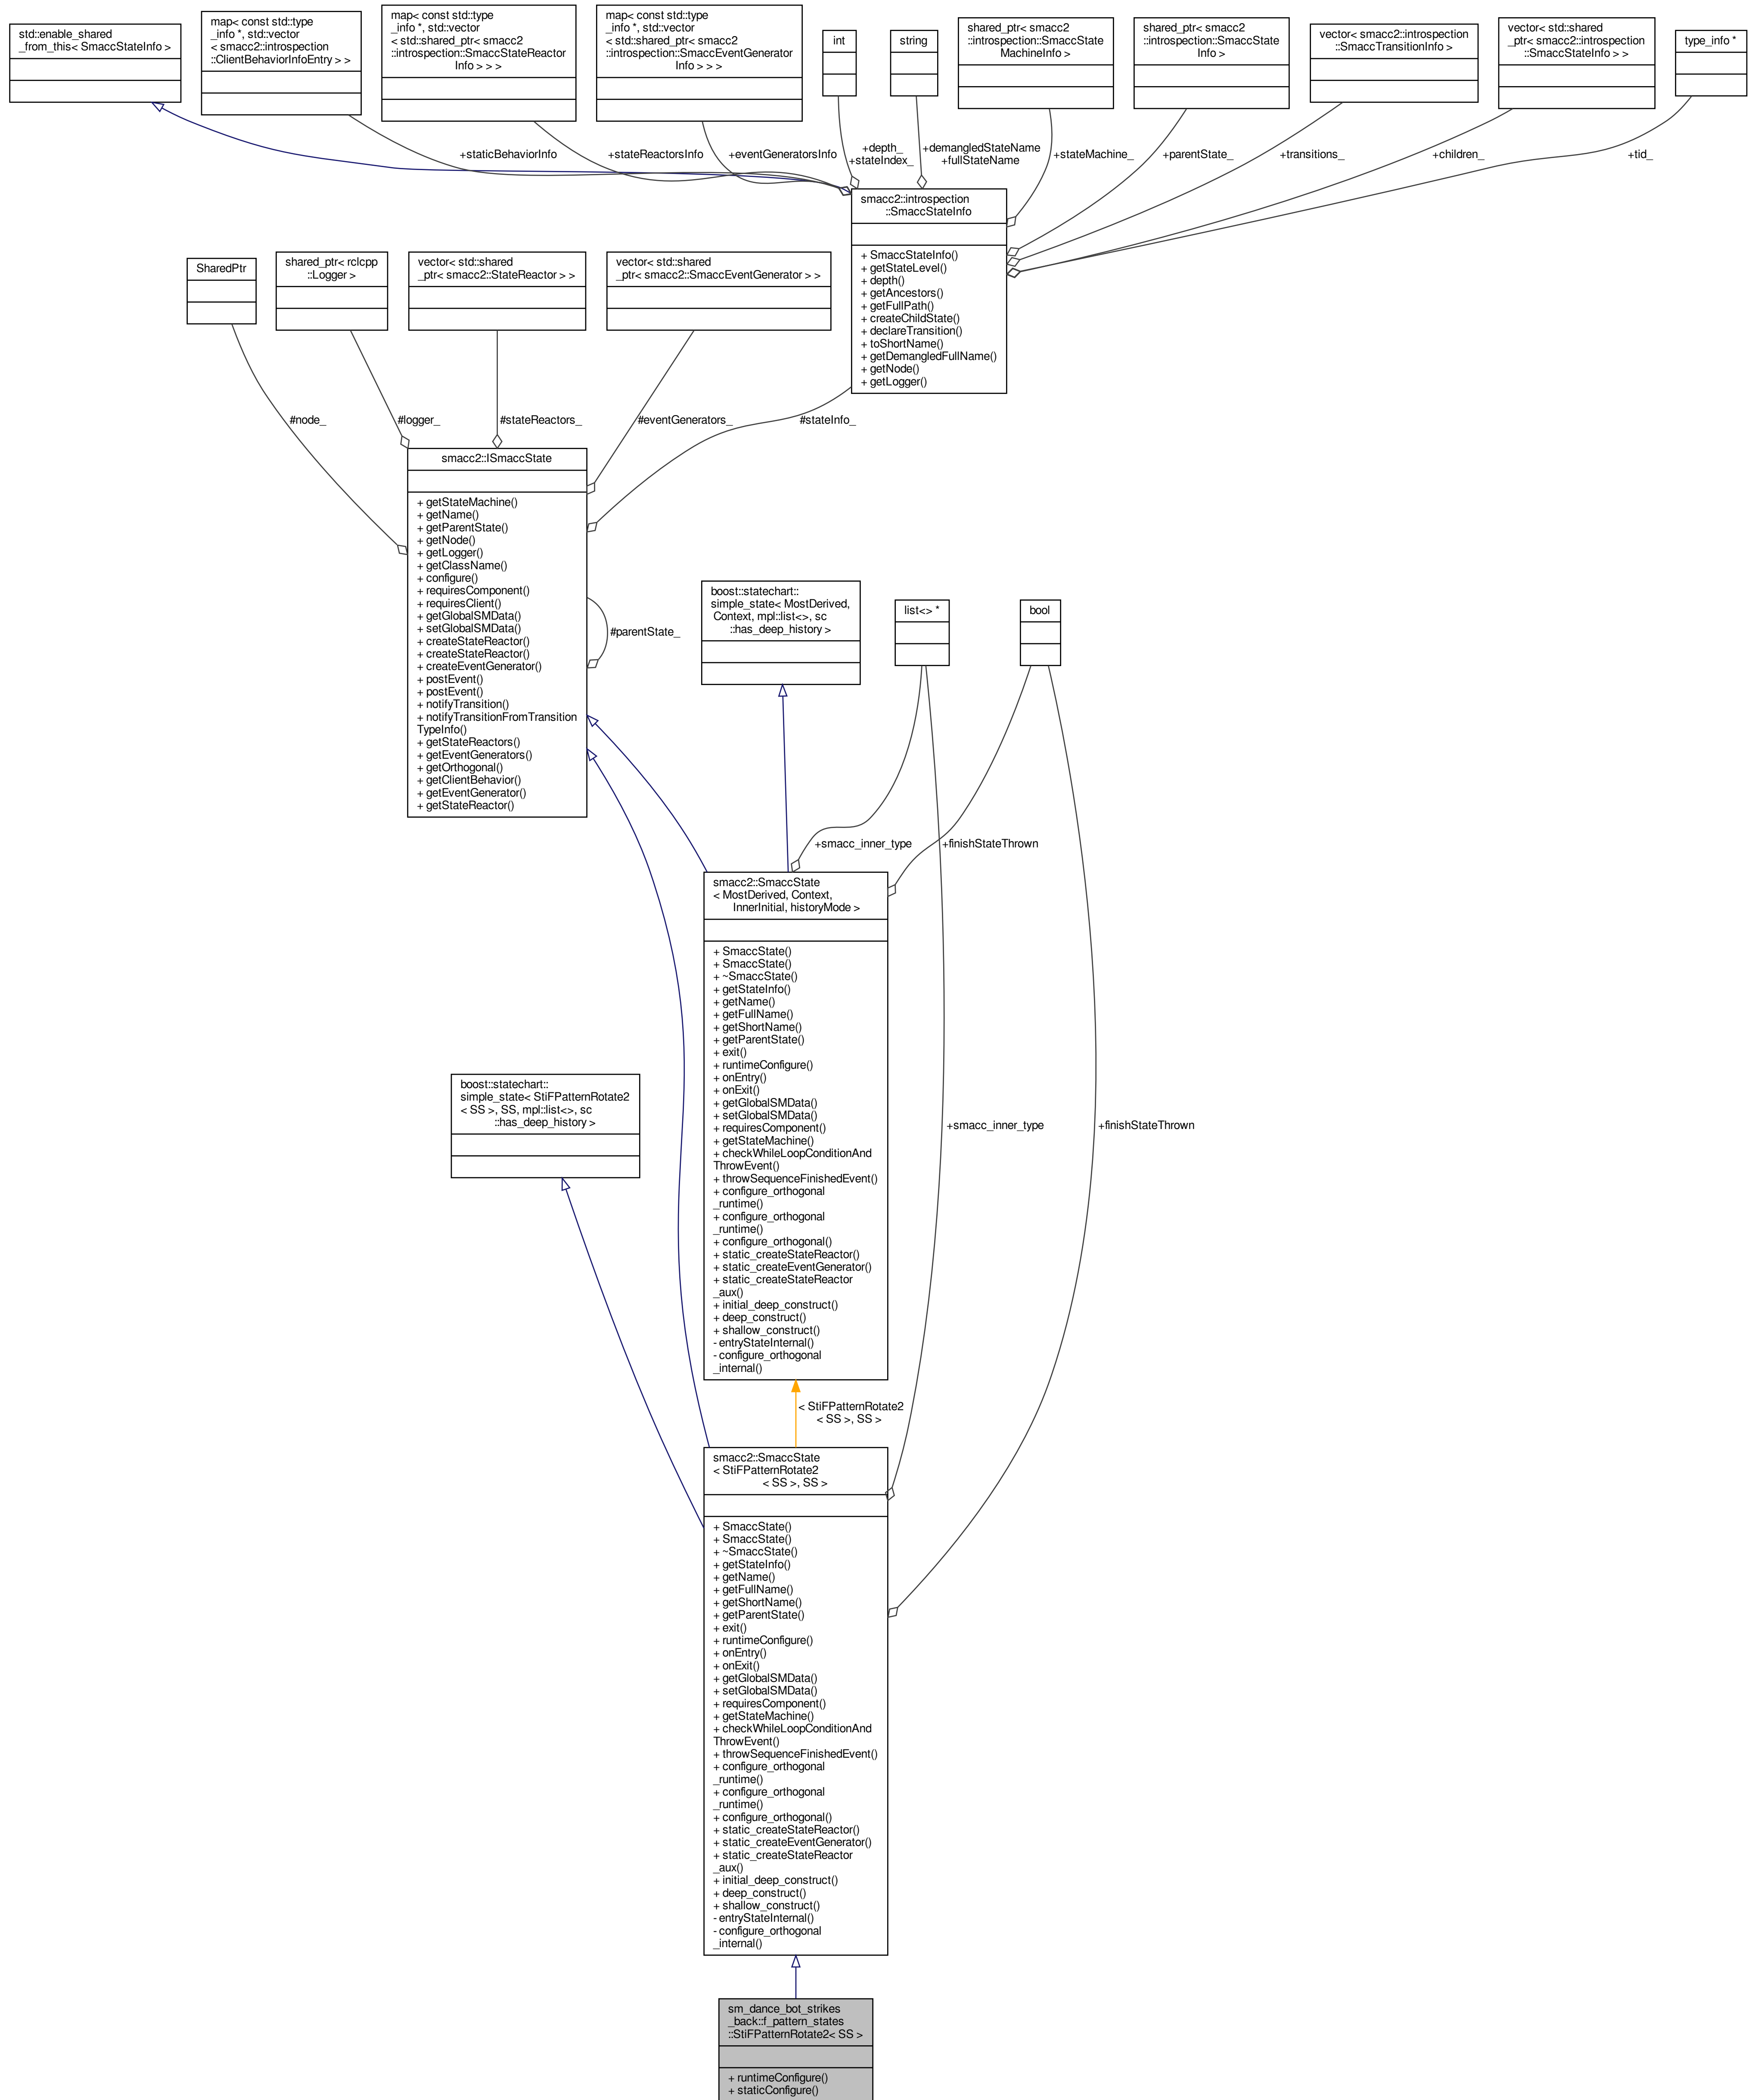 std::enable_shared
_from_this< SmaccStateInfo >
map< const std::type
_info *, std::vector
< smacc2::introspection
::ClientBehaviorInfoEntry > >
map< const std::type
_info *, std::vector
< std::shared_ptr< smacc2
::introspection::SmaccStateReactor
Info > > >
map< const std::type
_info *, std::vector
< std::shared_ptr< smacc2
::introspection::SmaccEventGenerator
Info > > >
int
string
shared_ptr< smacc2
::introspection::SmaccState
MachineInfo >
shared_ptr< smacc2
::introspection::SmaccState
Info >
vector< smacc2::introspection
::SmaccTransitionInfo >
vector< std::shared
_ptr< smacc2::introspection
::SmaccStateInfo > >
type_info *
+staticBehaviorInfo
+stateReactorsInfo
+eventGeneratorsInfo
+depth_
+stateIndex_
+demangledStateName
+fullStateName
+stateMachine_
+parentState_
+transitions_
+children_
+tid_
smacc2::introspection
::SmaccStateInfo
+ SmaccStateInfo()
+ getStateLevel()
+ depth()
+ getAncestors()
+ getFullPath()
+ createChildState()
+ declareTransition()
+ toShortName()
+ getDemangledFullName()
+ getNode()
+ getLogger()
SharedPtr
shared_ptr< rclcpp
::Logger >
vector< std::shared
_ptr< smacc2::StateReactor > >
vector< std::shared
_ptr< smacc2::SmaccEventGenerator > >
#node_
#logger_
#stateReactors_
#eventGenerators_
#stateInfo_
smacc2::ISmaccState
+ getStateMachine()
+ getName()
+ getParentState()
+ getNode()
+ getLogger()
+ getClassName()
+ configure()
+ requiresComponent()
+ requiresClient()
+ getGlobalSMData()
+ setGlobalSMData()
+ createStateReactor()
+ createStateReactor()
+ createEventGenerator()
+ postEvent()
+ postEvent()
+ notifyTransition()
+ notifyTransitionFromTransition
TypeInfo()
+ getStateReactors()
+ getEventGenerators()
+ getOrthogonal()
+ getClientBehavior()
+ getEventGenerator()
+ getStateReactor()
#parentState_
boost::statechart::
simple_state< MostDerived,
Context, mpl::list<>, sc
::has_deep_history >
list<> *
bool
+smacc_inner_type
+finishStateThrown
smacc2::SmaccState
< MostDerived, Context,
InnerInitial, historyMode >
+ SmaccState()
+ SmaccState()
+ ~SmaccState()
+ getStateInfo()
+ getName()
+ getFullName()
+ getShortName()
+ getParentState()
+ exit()
+ runtimeConfigure()
+ onEntry()
+ onExit()
+ getGlobalSMData()
+ setGlobalSMData()
+ requiresComponent()
+ getStateMachine()
+ checkWhileLoopConditionAnd
ThrowEvent()
+ throwSequenceFinishedEvent()
+ configure_orthogonal
_runtime()
+ configure_orthogonal
_runtime()
+ configure_orthogonal()
+ static_createStateReactor()
+ static_createEventGenerator()
+ static_createStateReactor
_aux()
+ initial_deep_construct()
+ deep_construct()
+ shallow_construct()
- entryStateInternal()
- configure_orthogonal
_internal()
boost::statechart::
simple_state< StiFPatternRotate2
< SS >, SS, mpl::list<>, sc
::has_deep_history >
+smacc_inner_type
+finishStateThrown
< StiFPatternRotate2
< SS >, SS >
smacc2::SmaccState
< StiFPatternRotate2
< SS >, SS >
+ SmaccState()
+ SmaccState()
+ ~SmaccState()
+ getStateInfo()
+ getName()
+ getFullName()
+ getShortName()
+ getParentState()
+ exit()
+ runtimeConfigure()
+ onEntry()
+ onExit()
+ getGlobalSMData()
+ setGlobalSMData()
+ requiresComponent()
+ getStateMachine()
+ checkWhileLoopConditionAnd
ThrowEvent()
+ throwSequenceFinishedEvent()
+ configure_orthogonal
_runtime()
+ configure_orthogonal
_runtime()
+ configure_orthogonal()
+ static_createStateReactor()
+ static_createEventGenerator()
+ static_createStateReactor
_aux()
+ initial_deep_construct()
+ deep_construct()
+ shallow_construct()
- entryStateInternal()
- configure_orthogonal
_internal()
sm_dance_bot_strikes
_back::f_pattern_states
::StiFPatternRotate2< SS >
+ runtimeConfigure()
+ staticConfigure()